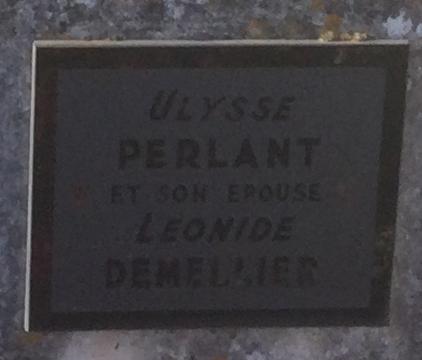 ULYSSE
PERLANT
ET SON EPOUSE
LEONIDE
DEMELLIER